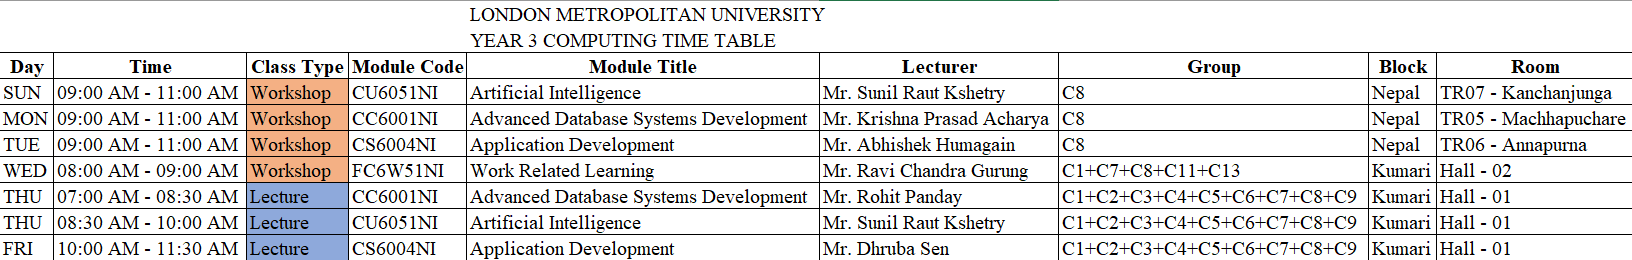 LONDON METROPOLITAN UNIVERSITY
YEAR 3 COMPUTING TIME TABLE
Day Time Class Type Module Code Module Title Lecturer Group Block Room
SUN 09:00 AM - 11:00 AM Workshop CU6051NI Artificial Intelligence Mr. Sunil Raut Kshetry C8 Nepal TR07 - Kanchanjunga
MON 09:00 AM - 11:00 AM Workshop CC6001NI Advanced Database Systems Development Mr. Krishna Prasad Acharya C8 Nepal TR05 - Machhapuchare
TUE 09:00 AM - 11:00 AM Workshop CS6004NI Application Development Mr. Abhishek Humagain C8 Nepal TR06 - Annapurna
WED 08:00 AM - 09:00 AM Workshop FC6W51NI Work Related Learning Mr. Ravi Chandra Gurung C1+C7+C8+C11+C13 Kumari Hall - 02
THU 07:00 AM - 08:30 AM Lecture CC6001NI Advanced Database Systems Development Mr. Rohit Panday C1+C2+C3+C4+C5+C6+C7+C8+C9 Kumari Hall - 01
THU 08:30 AM - 10:00 AM Lecture CU6051NI Artificial Intelligence Mr. Sunil Raut Kshetry C1+C2+C3+C4+C5+C6+C7+C8+C9 Kumari Hall - 01
FRI 10:00 AM - 11:30 AM Lecture CS6004NI Application Development Mr. Dhruba Sen C1+C2+C3+C4+C5+C6+C7+C8+C9 Kumari Hall - 01